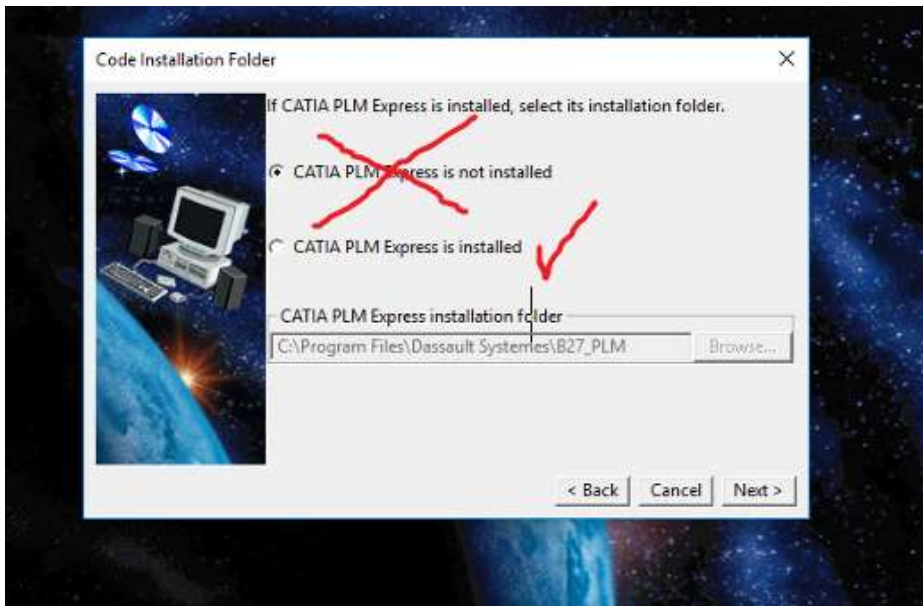 Code Installation Folder
If CATIA PLM Express is installed, select its installation folder.
CATIA PLM Express is not installed
CATIA PLM Express is installed
CATIA PLM Express installation folder
C:\Program Files\Dassault Systemes\B27_PLM
Browse...
< Back
Cancel
Next >